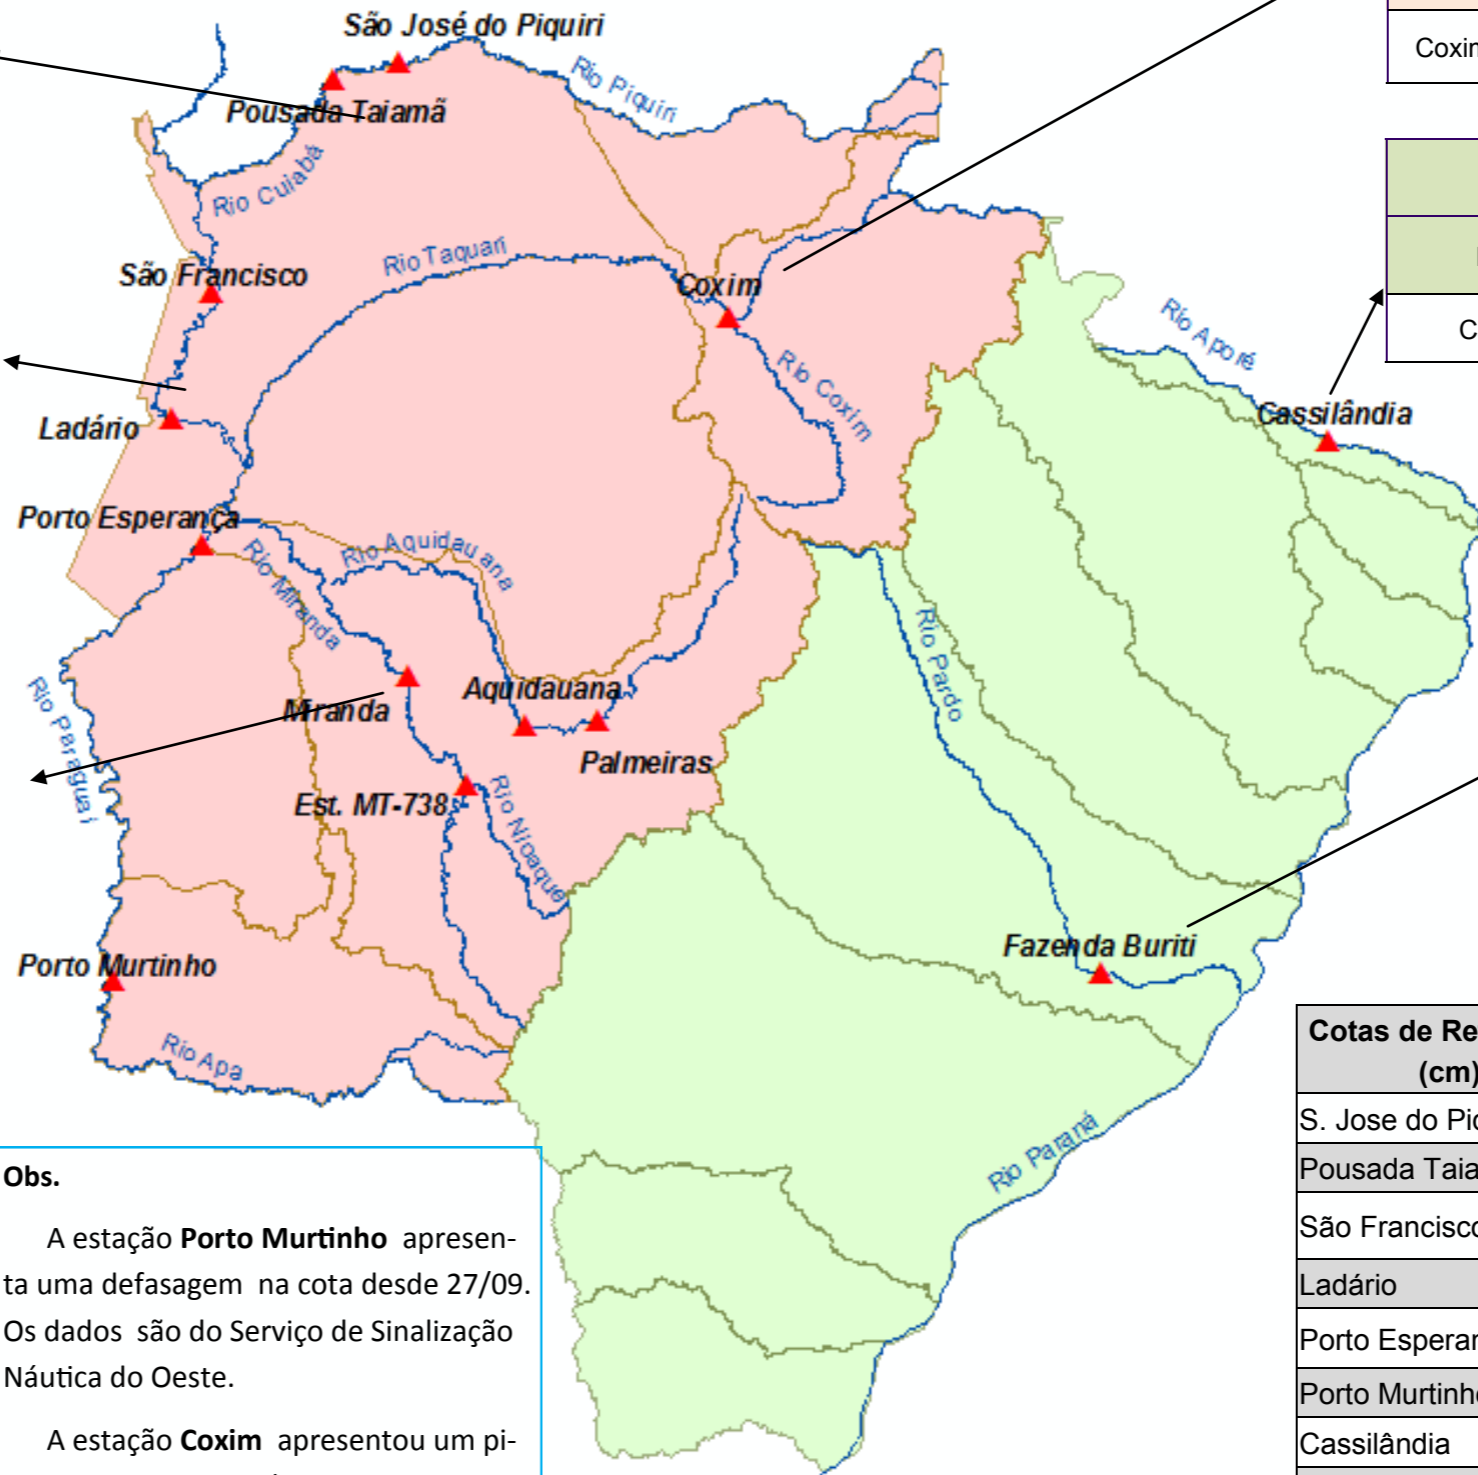 São José do Piquiri
Rio Piquiri
Pousada Taiamã
Rio Cuiabá
São Francisco
Rio Taquari
Coxim
Rio Coxim
Ladário
Rio Aporé
Cassilândia
Porto Esperança
Rio Miranda
Rio Aquidauana
Rio Pardo
Rio Paraguai
Miranda
Aquidauana
Palmeiras
Est. MT-738
Rio Nioaque
Porto Murtinho
Fazenda Buriti
Rio Apa
Rio Paraná
Obs.
A estação Porto Murtinho apresen-
ta uma defasagem na cota desde 27/09.
Os dados são do Serviço de Sinalização
Náutica do Oeste.
A estação Coxim apresentou um pi-
Coxim
C
Cotas de Re
(cm)
S. Jose do Pic
Pousada Taia
São Francisco
Ladário
Porto Esperan
Porto Murtinho
Cassilândia